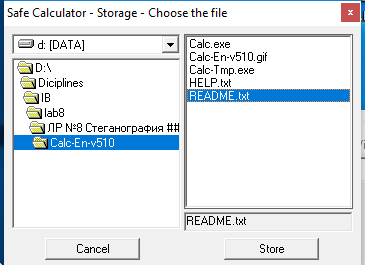 Safe Calculator - Storage - Choose the file
d: [DATA]
D:\
Diciplines
IB
lab8
ЛР №8 Стеганография ##
Calc-En-v510
Calc.exe
Calc-En-v510.gif
Calc-Tmp.exe
HELP.txt
README.txt
README.txt
Cancel
Store